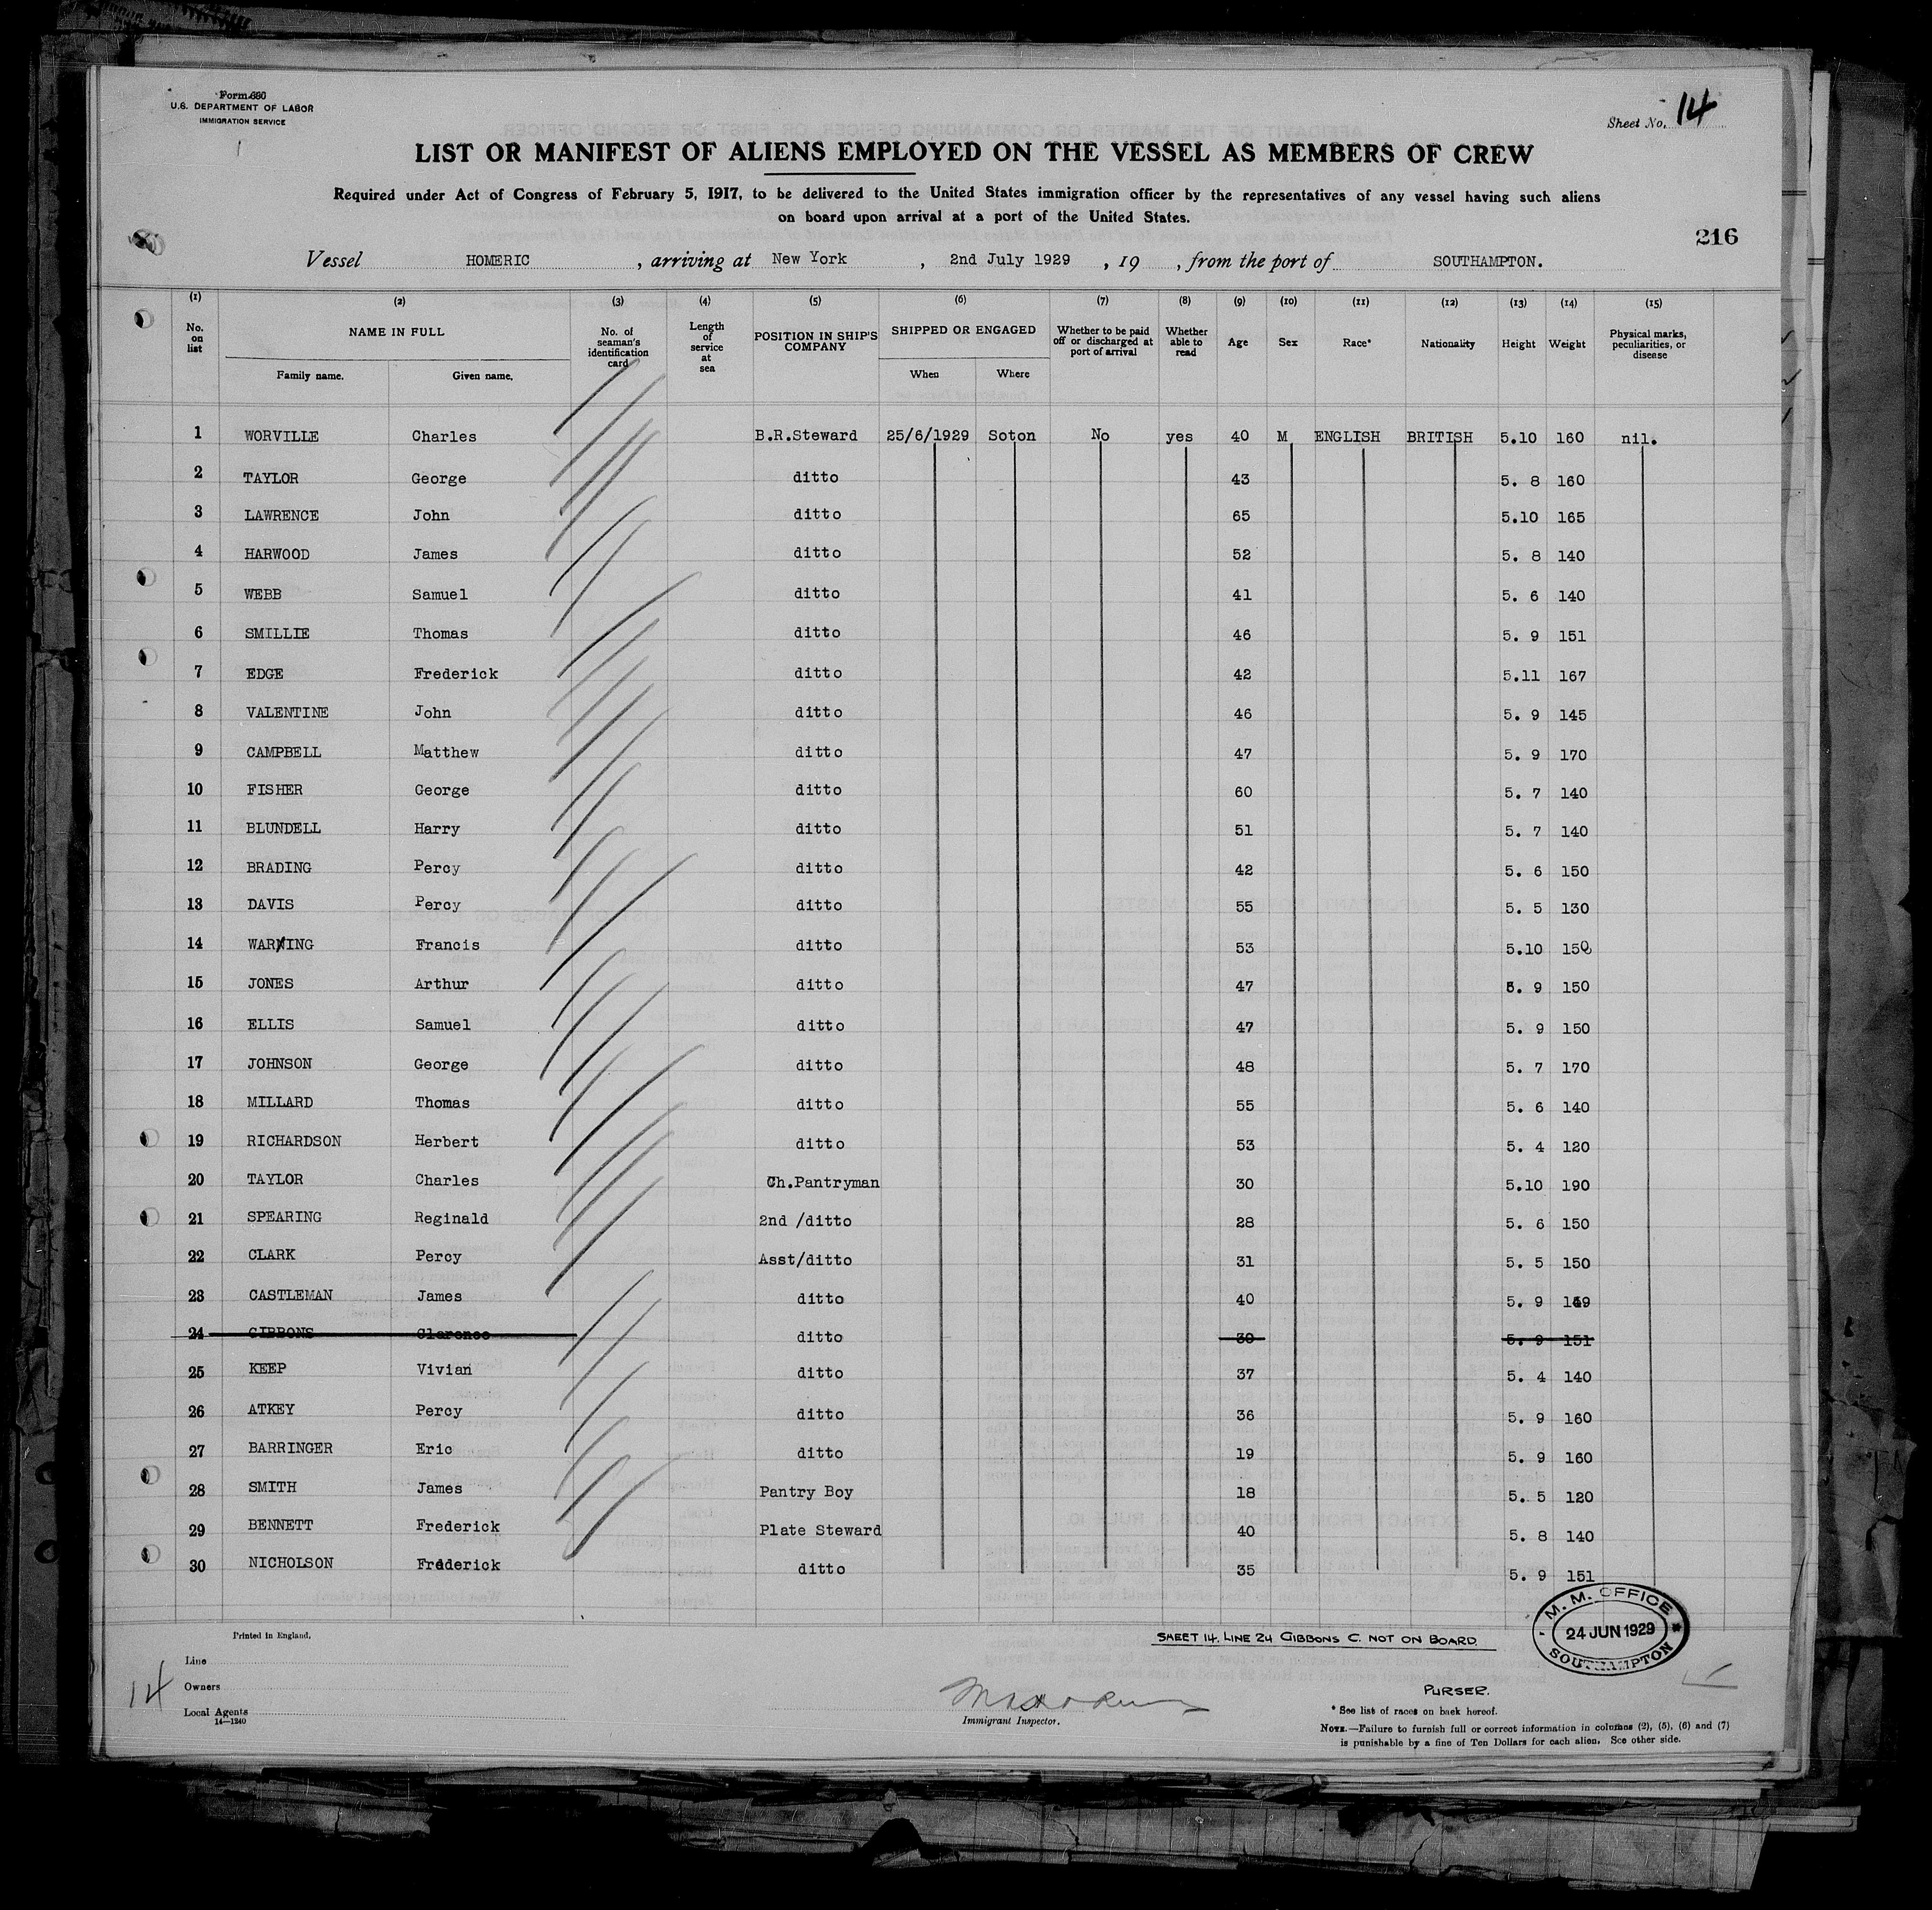 Form 680
U.S. DEPARTMENT OF LABOR
IMMIGRATION SERVICE
Sheet No. 14
LIST OR MANIFEST OF ALIENS EMPLOYED ON THE VESSEL AS MEMBERS OF CREW
Required under Act of Congress of February 5, 1917, to be delivered to the United States immigration officer by the representatives of any vessel having such aliens
on board upon arrival at a port of the United States.
216
Vessel HOMERIC , arriving at New York , 2nd July 1929 , 19 , from the port of SOUTHAMPTON.
(1) (2) (3) (4) (5) (6) (7) (8) (9) (10) (11) (12) (13) (14) (15)
No. on list NAME IN FULL Family name. Given name. No. of seaman's identification card Length of service at sea POSITION IN SHIP'S COMPANY SHIPPED OR ENGAGED When Where Whether to be paid off or discharged at port of arrival Whether able to read Age Sex Race* Nationality Height Weight Physical marks, peculiarities, or disease
1 WORVILLE Charles B.R.Steward 25/6/1929 Soton No yes 40 M ENGLISH BRITISH 5.10 160 nil.
2 TAYLOR George ditto 43 5. 8 160
3 LAWRENCE John ditto 65 5.10 165
4 HARWOOD James ditto 52 5. 8 140
5 WEBB Samuel ditto 41 5. 6 140
6 SMILLIE Thomas ditto 46 5. 9 151
7 EDGE Frederick ditto 42 5.11 167
8 VALENTINE John ditto 46 5. 9 145
9 CAMPBELL Matthew ditto 47 5. 9 170
10 FISHER George ditto 60 5. 7 140
11 BLUNDELL Harry ditto 51 5. 7 140
12 BRADING Percy ditto 42 5. 6 150
13 DAVIS Percy ditto 55 5. 5 130
14 WARING Francis ditto 53 5.10 150
15 JONES Arthur ditto 47 5. 9 150
16 ELLIS Samuel ditto 47 5. 9 150
17 JOHNSON George ditto 48 5. 7 170
18 MILLARD Thomas ditto 55 5. 6 140
19 RICHARDSON Herbert ditto 53 5. 4 120
20 TAYLOR Charles Ch.Pantryman 30 5.10 190
21 SPEARING Reginald 2nd /ditto 28 5. 6 150
22 CLARK Percy Asst/ditto 31 5. 5 150
23 CASTLEMAN James ditto 40 5. 9 149
24 GIBBONS Clarence ditto 30 5. 9 151
25 KEEP Vivian ditto 37 5. 4 140
26 ATKEY Percy ditto 36 5. 9 160
27 BARRINGER Eric ditto 19 5. 9 160
28 SMITH James Pantry Boy 18 5. 5 120
29 BENNETT Frederick Plate Steward 40 5. 8 140
30 NICHOLSON Frederick ditto 35 5. 9 151
Printed in England.
SHEET 14. LINE 24 GIBBONS C. NOT ON BOARD.
M. M. OFFICE
24 JUN 1929
SOUTHAMPTON
Line
Owners
14
Local Agents
14—1240
Immigrant Inspector.
PURSER.
* See list of races on back hereof.
NOTE.—Failure to furnish full or correct information in columns (2), (5), (6) and (7)
is punishable by a fine of Ten Dollars for each alien. See other side.